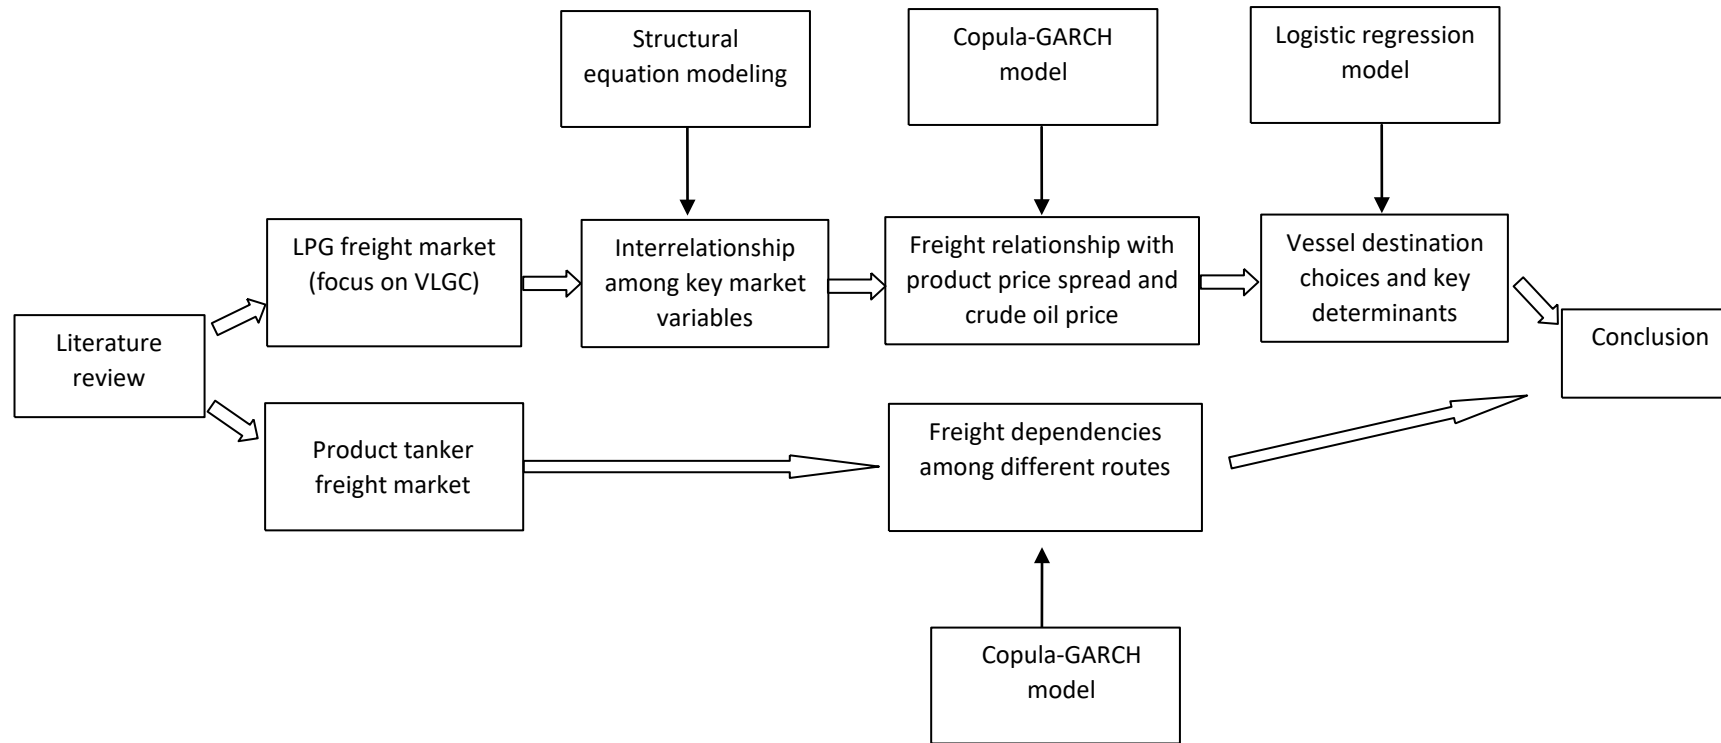 Structural
equation modeling
Copula-GARCH
model
Logistic regression
model
LPG freight market
(focus on VLGC)
Interrelationship
among key market
variables
Freight relationship with
product price spread and
crude oil price
Vessel destination
choices and key
determinants
Literature
review
Conclusion
Product tanker
freight market
Freight dependencies
among different routes
Copula-GARCH
model